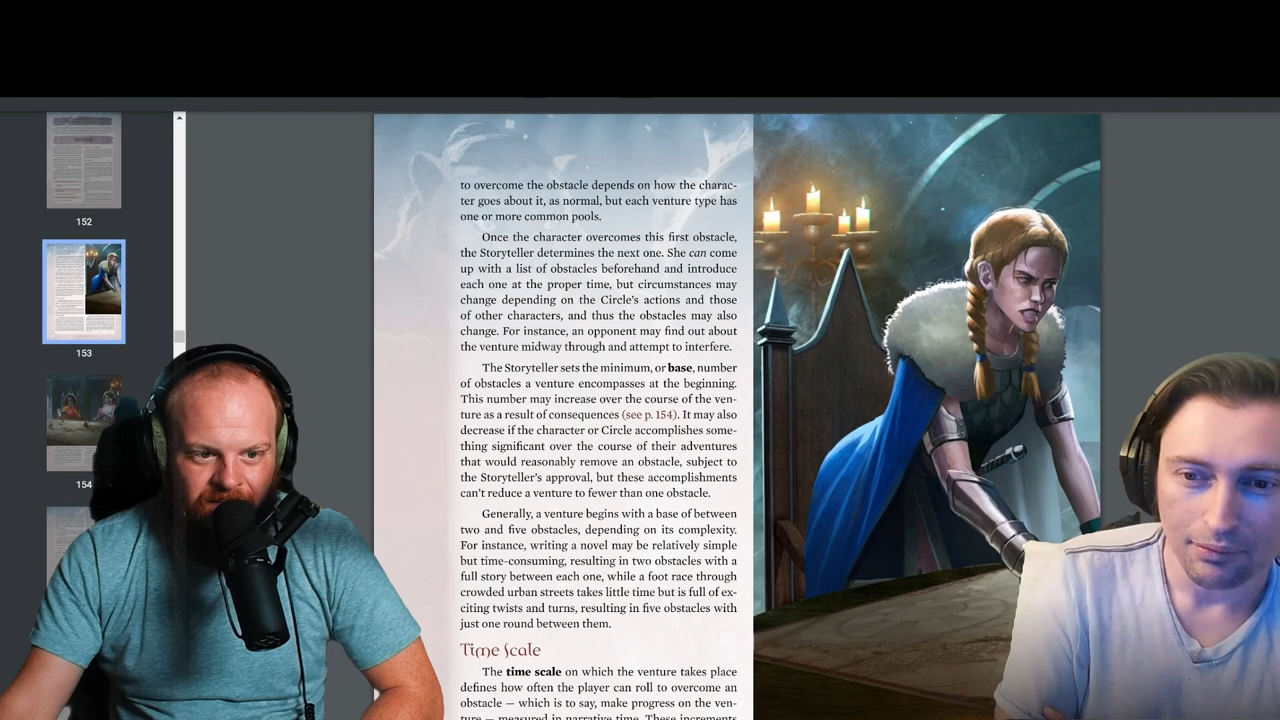 152
153
154
to overcome the obstacle depends on how the charac-
ter goes about it, as normal, but each venture type has
one or more common pools.
Once the character overcomes this first obstacle,
the Storyteller determines the next one. She can come
up with a list of obstacles beforehand and introduce
each one at the proper time, but circumstances may
change depending on the Circle’s actions and those
of other characters, and thus the obstacles may also
change. For instance, an opponent may find out about
the venture midway through and attempt to interfere.
The Storyteller sets the minimum, or base, number
of obstacles a venture encompasses at the beginning.
This number may increase over the course of the ven-
ture as a result of consequences (see p. 154). It may also
decrease if the character or Circle accomplishes some-
thing significant over the course of their adventures
that would reasonably remove an obstacle, subject to
the Storyteller’s approval, but these accomplishments
can’t reduce a venture to fewer than one obstacle.
Generally, a venture begins with a base of between
two and five obstacles, depending on its complexity.
For instance, writing a novel may be relatively simple
but time-consuming, resulting in two obstacles with a
full story between each one, while a foot race through
crowded urban streets takes little time but is full of ex-
citing twists and turns, resulting in five obstacles with
just one round between them.
Time Scale
The time scale on which the venture takes place
defines how often the player can roll to overcome an
obstacle — which is to say, make progress on the ven-
ture — measured in narrative time. These increments